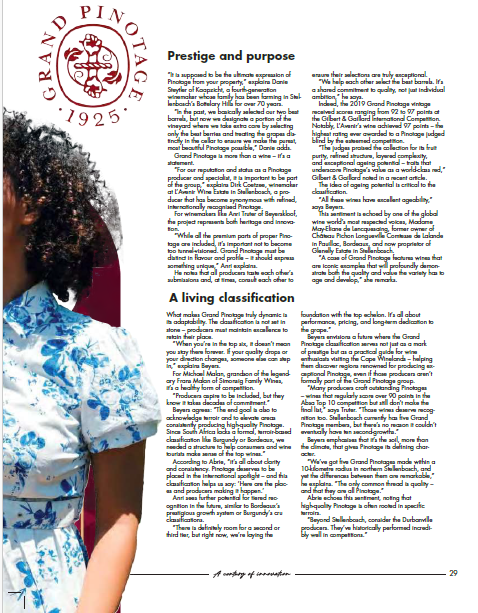 GRAND PINOTAGE
· 1925 ·
Prestige and purpose
"It is supposed to be the ultimate expression of
Pinotage from your property," explains Danie
Steytler of Kaapzicht, a fourth-generation
winemaker whose family has been farming in Stel-
lenbosch's Bottelary Hills for over 70 years.
"In the past, we basically selected our two best
barrels, but now we designate a portion of the
vineyard where we take extra care by selecting
only the best berries and treating the grapes dis-
tinctly in the cellar to ensure we make the purest,
most beautiful Pinotage possible," Danie adds.
Grand Pinotage is more than a wine – it's a
statement.
"For our reputation and status as a Pinotage
producer and specialist, it is important to be part
of the group," explains Dirk Coetzee, winemaker
at L'Avenir Wine Estate in Stellenbosch, a pro-
ducer that has become synonymous with refined,
internationally recognised Pinotage.
For winemakers like Anri Truter of Beyerskloof,
the project represents both heritage and innova-
tion.
"While all the premium parts of proper Pino-
tage are included, it's important not to become
too tunnel-visioned. Grand Pinotage must be
distinct in flavour and profile – it should express
something unique," Anri explains.
He notes that all producers taste each other's
submissions and, at times, consult each other to
ensure their selections are truly exceptional.
"We help each other select the best barrels. It's
a shared commitment to quality, not just individual
ambition," he says.
Indeed, the 2019 Grand Pinotage vintage
received scores ranging from 92 to 97 points at
the Gilbert & Gaillard International Competition.
Notably, L'Avenir's wine achieved 97 points – the
highest rating ever awarded to a Pinotage judged
blind by the esteemed competition.
"The judges praised the collection for its fruit
purity, refined structure, layered complexity,
and exceptional ageing potential – traits that
underscore Pinotage's value as a world-class red,"
Gilbert & Gaillard noted in a recent article.
The idea of ageing potential is critical to the
classification.
"All these wines have excellent ageability,"
says Beyers.
This sentiment is echoed by one of the global
wine world's most respected voices, Madame
May-Eliane de Lencquesaing, former owner of
Château Pichon Longueville Comtesse de Lalande
in Pauillac, Bordeaux, and now proprietor of
Glenelly Estate in Stellenbosch.
"A case of Grand Pinotage features wines that
are iconic examples that will profoundly demon-
strate both the quality and value the variety has to
age and develop," she remarks.
A living classification
What makes Grand Pinotage truly dynamic is
its adaptability. The classification is not set in
stone – producers must maintain excellence to
retain their place.
"When you're in the top six, it doesn't mean
you stay there forever. If your quality drops or
your direction changes, someone else can step
in," explains Beyers.
For Michael Malan, grandson of the legend-
ary Frans Malan of Simonsig Family Wines,
it's a healthy form of competition.
"Producers aspire to be included, but they
know it takes decades of commitment."
Beyers agrees: "The end goal is also to
acknowledge terroir and to elevate areas
consistently producing high-quality Pinotage.
Since South Africa lacks a formal, terroir-based
classification like Burgundy or Bordeaux, we
needed a structure to help consumers and wine
tourists make sense of the top wines."
According to Abrie, "it's all about clarity
and consistency. Pinotage deserves to be
placed in the international spotlight – and this
classification helps us say: 'Here are the plac-
es and producers making it happen.'
Anri sees further potential for tiered rec-
ognition in the future, similar to Bordeaux's
prestigious growth system or Burgundy's cru
classifications.
"There is definitely room for a second or
third tier, but right now, we're laying the
foundation with the top echelon. It's all about
performance, pricing, and long-term dedication to
the grape."
Beyers envisions a future where the Grand
Pinotage classification serves not just as a mark
of prestige but as a practical guide for wine
enthusiasts visiting the Cape Winelands – helping
them discover regions renowned for producing ex-
ceptional Pinotage, even if those producers aren't
formally part of the Grand Pinotage group.
"Many producers craft outstanding Pinotages
– wines that regularly score over 90 points in the
Absa Top 10 competition but still don't make the
final list," says Truter. "Those wines deserve recog-
nition too. Stellenbosch currently has five Grand
Pinotage members, but there's no reason it couldn't
eventually have ten second-growths."
Beyers emphasises that it's the soil, more than
the climate, that gives Pinotage its defining char-
acter.
"We've got five Grand Pinotages made within a
10-kilometre radius in northern Stellenbosch, and
yet the differences between them are remarkable,"
he explains. "The only common thread is quality –
and that they are all Pinotage."
Abrie echoes this sentiment, noting that
high-quality Pinotage is often rooted in specific
terroirs.
"Beyond Stellenbosch, consider the Durbanville
producers. They've historically performed incredi-
bly well in competitions."
A century of innovation
29